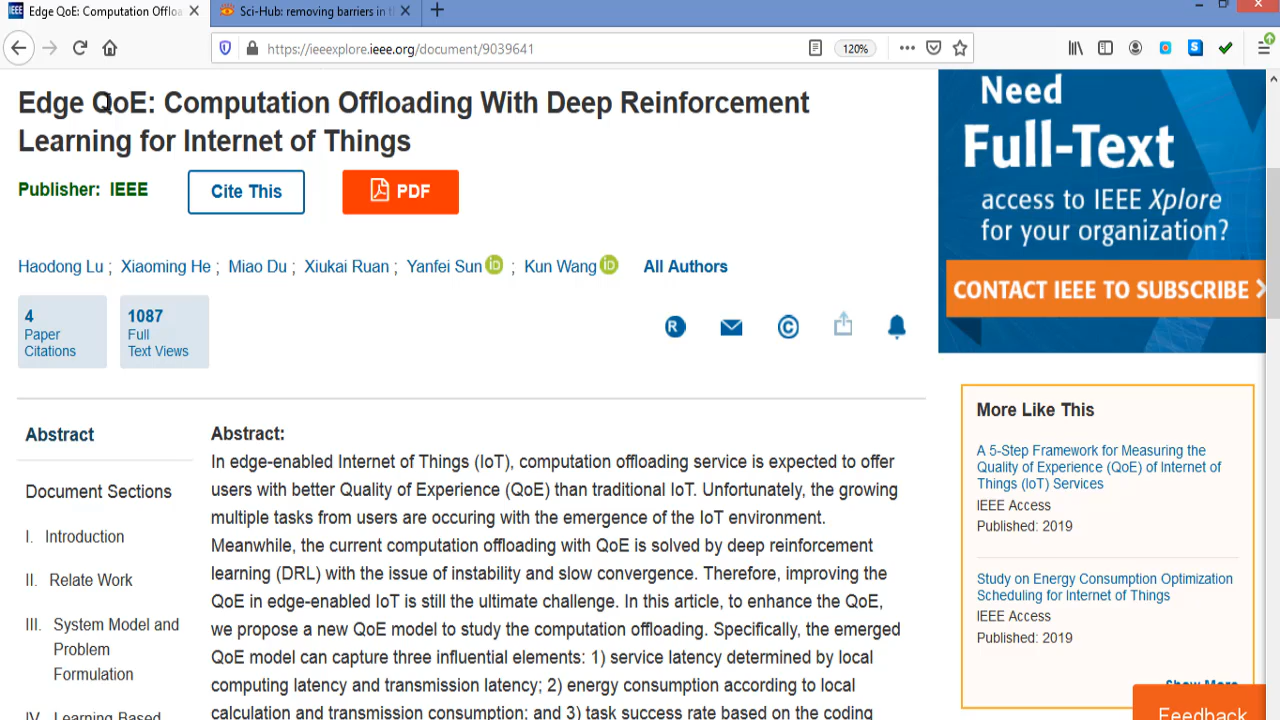 IEEE Edge QoE: Computation Offloa
Sci-Hub: removing barriers in t
https://ieeexplore.ieee.org/document/9039641
120%
Edge QoE: Computation Offloading With Deep Reinforcement
Learning for Internet of Things
Publisher: IEEE
Cite This
PDF
Haodong Lu ; Xiaoming He ; Miao Du ; Xiukai Ruan ; Yanfei Sun iD ; Kun Wang iD All Authors
4
Paper
Citations
1087
Full
Text Views
R
©
Abstract
Document Sections
I. Introduction
II. Relate Work
III. System Model and
Problem
Formulation
IV. Learning Based
Abstract:
In edge-enabled Internet of Things (IoT), computation offloading service is expected to offer
users with better Quality of Experience (QoE) than traditional IoT. Unfortunately, the growing
multiple tasks from users are occuring with the emergence of the IoT environment.
Meanwhile, the current computation offloading with QoE is solved by deep reinforcement
learning (DRL) with the issue of instability and slow convergence. Therefore, improving the
QoE in edge-enabled IoT is still the ultimate challenge. In this article, to enhance the QoE,
we propose a new QoE model to study the computation offloading. Specifically, the emerged
QoE model can capture three influential elements: 1) service latency determined by local
computing latency and transmission latency; 2) energy consumption according to local
calculation and transmission consumption; and 3) task success rate based on the coding
Need
Full-Text
access to IEEE Xplore
for your organization?
CONTACT IEEE TO SUBSCRIBE
More Like This
A 5-Step Framework for Measuring the
Quality of Experience (QoE) of Internet of
Things (IoT) Services
IEEE Access
Published: 2019
Study on Energy Consumption Optimization
Scheduling for Internet of Things
IEEE Access
Published: 2019
Show More
Feedback